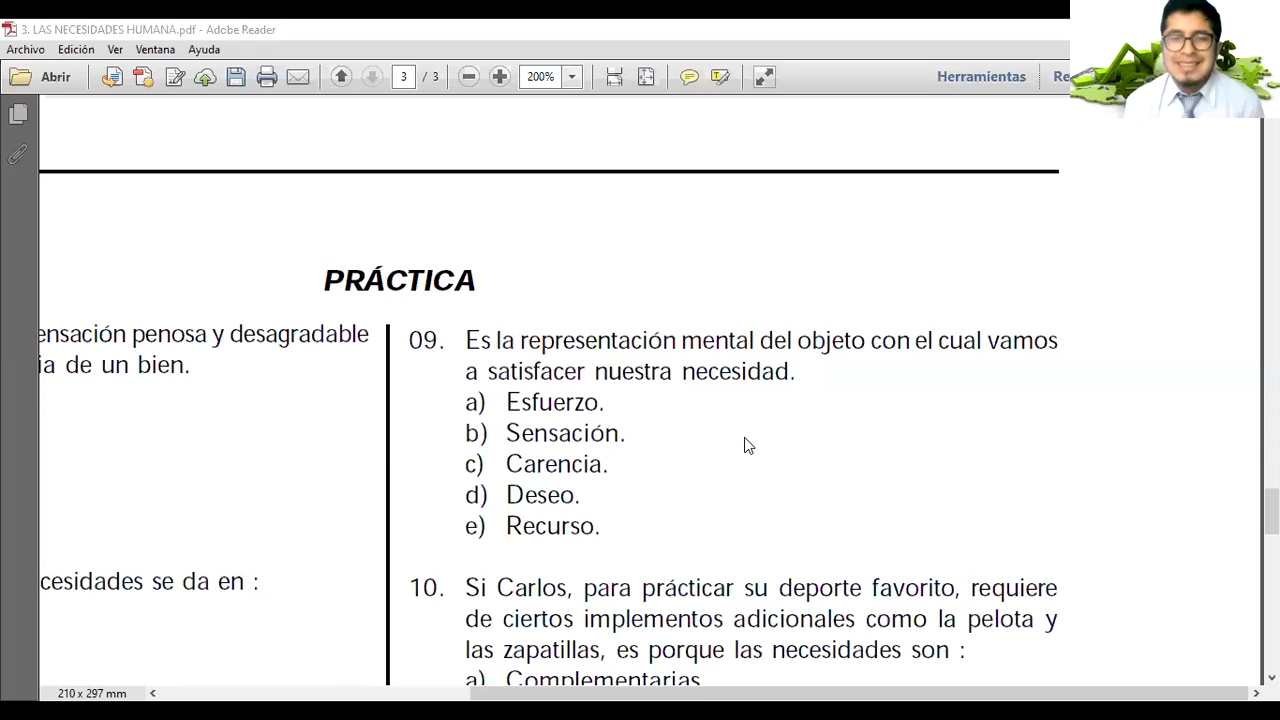 3. LAS NECESIDADES HUMANA.pdf - Adobe Reader
Archivo Edición Ver Ventana Ayuda
Abrir 3 / 3 200% Herramientas
PRÁCTICA
ensación penosa y desagradable
ia de un bien.
cesidades se da en :
09. Es la representación mental del objeto con el cual vamos
a satisfacer nuestra necesidad.
a) Esfuerzo.
b) Sensación.
c) Carencia.
d) Deseo.
e) Recurso.
10. Si Carlos, para prácticar su deporte favorito, requiere
de ciertos implementos adicionales como la pelota y
las zapatillas, es porque las necesidades son :
a) Complementarias
210 x 297 mm